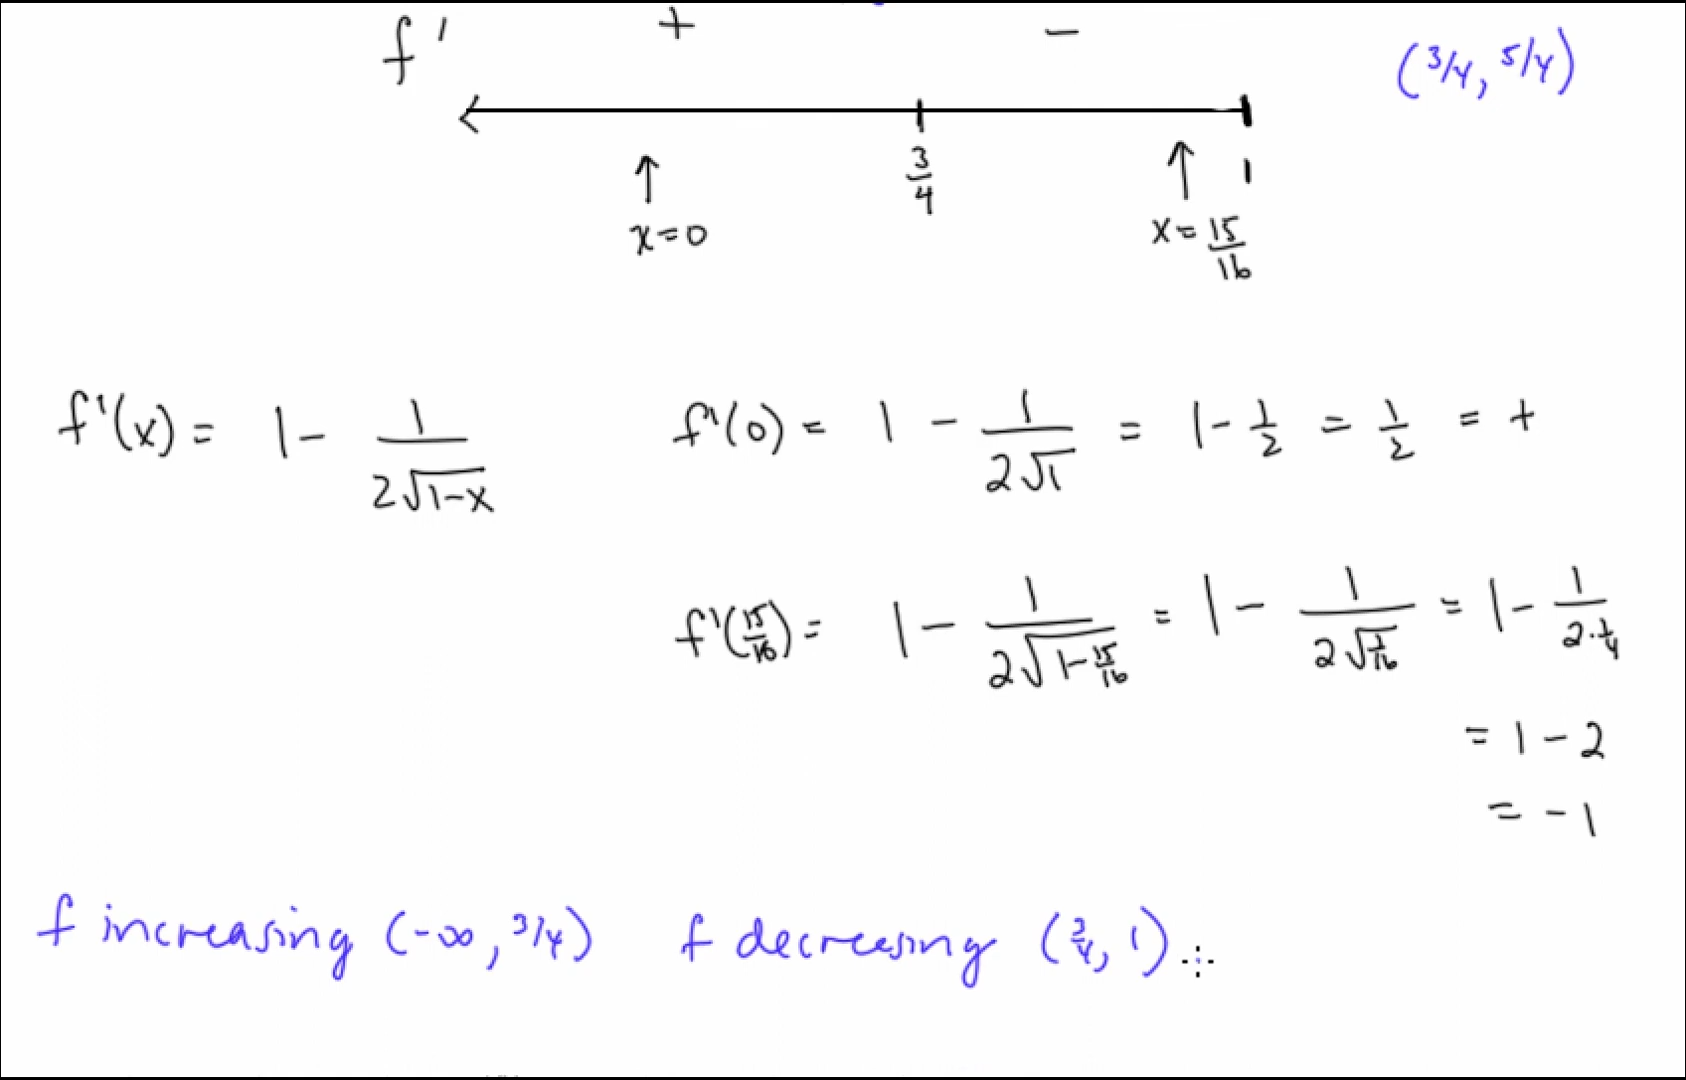 f' + − (3/4, 5/4)
3/4 1
x=0 x=15/16
f'(x) = 1 - 1/(2√(1-x)) f'(0) = 1 - 1/(2√1) = 1 - 1/2 = 1/2 = +
f'(15/16) = 1 - 1/(2√(1-15/16)) = 1 - 1/(2√(1/16)) = 1 - 1/(2·1/4)
= 1 - 2
= -1
f increasing (-∞, 3/4) f decreasing (3/4, 1)